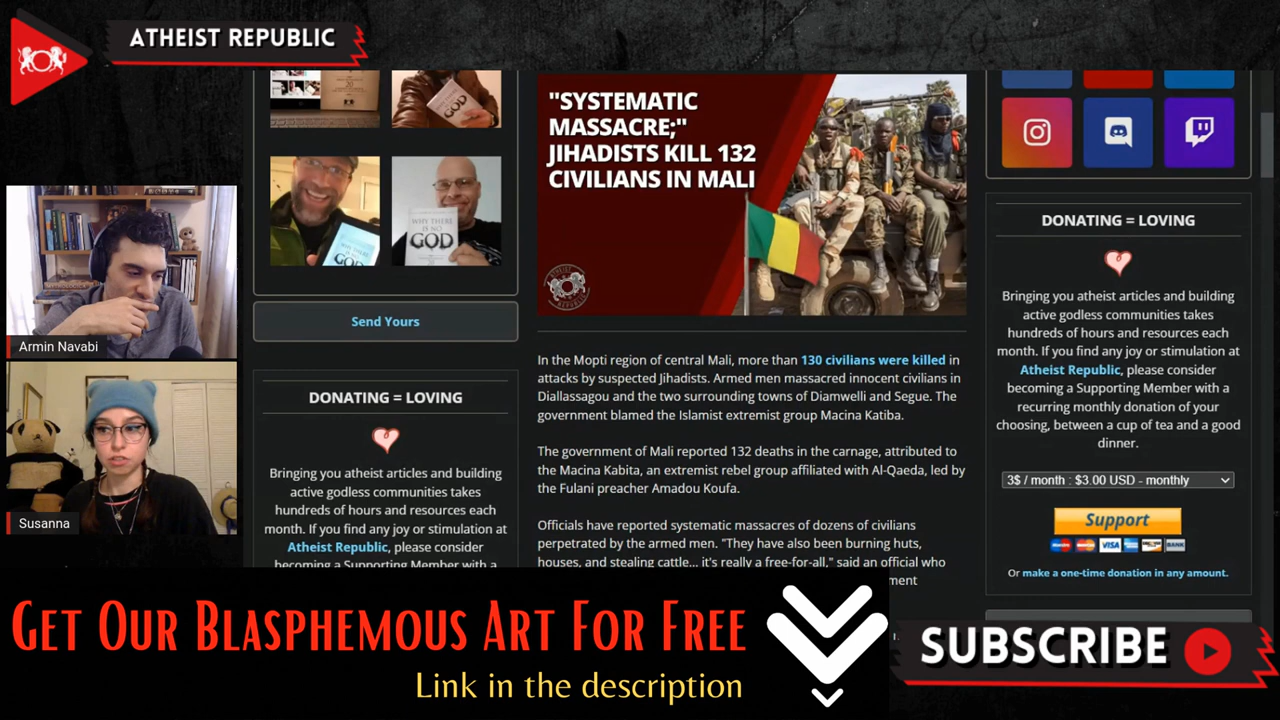 ATHEIST REPUBLIC
"SYSTEMATIC
MASSACRE;"
JIHADISTS KILL 132
CIVILIANS IN MALI
GOD
GOD
WHY THERE
IS NO
GOD
Send Yours
Armin Navabi
Susanna
DONATING = LOVING
Bringing you atheist articles and building
active godless communities takes
hundreds of hours and resources each
month. If you find any joy or stimulation at
Atheist Republic, please consider
becoming a Supporting Member with a
In the Mopti region of central Mali, more than 130 civilians were killed in
attacks by suspected Jihadists. Armed men massacred innocent civilians in
Diallassagou and the two surrounding towns of Diamwelli and Segue. The
government blamed the Islamist extremist group Macina Katiba.
The government of Mali reported 132 deaths in the carnage, attributed to
the Macina Kabita, an extremist rebel group affiliated with Al-Qaeda, led by
the Fulani preacher Amadou Koufa.
Officials have reported systematic massacres of dozens of civilians
perpetrated by the armed men. "They have also been burning huts,
houses, and stealing cattle... it's really a free-for-all," said an official who
DONATING = LOVING
Bringing you atheist articles and building
active godless communities takes
hundreds of hours and resources each
month. If you find any joy or stimulation at
Atheist Republic, please consider
becoming a Supporting Member with a
recurring monthly donation of your
choosing, between a cup of tea and a good
dinner.
3$ / month : $3.00 USD - monthly
Support
VISA
BANK
Or make a one-time donation in any amount.
GET OUR BLASPHEMOUS ART FOR FREE
Link in the description
SUBSCRIBE